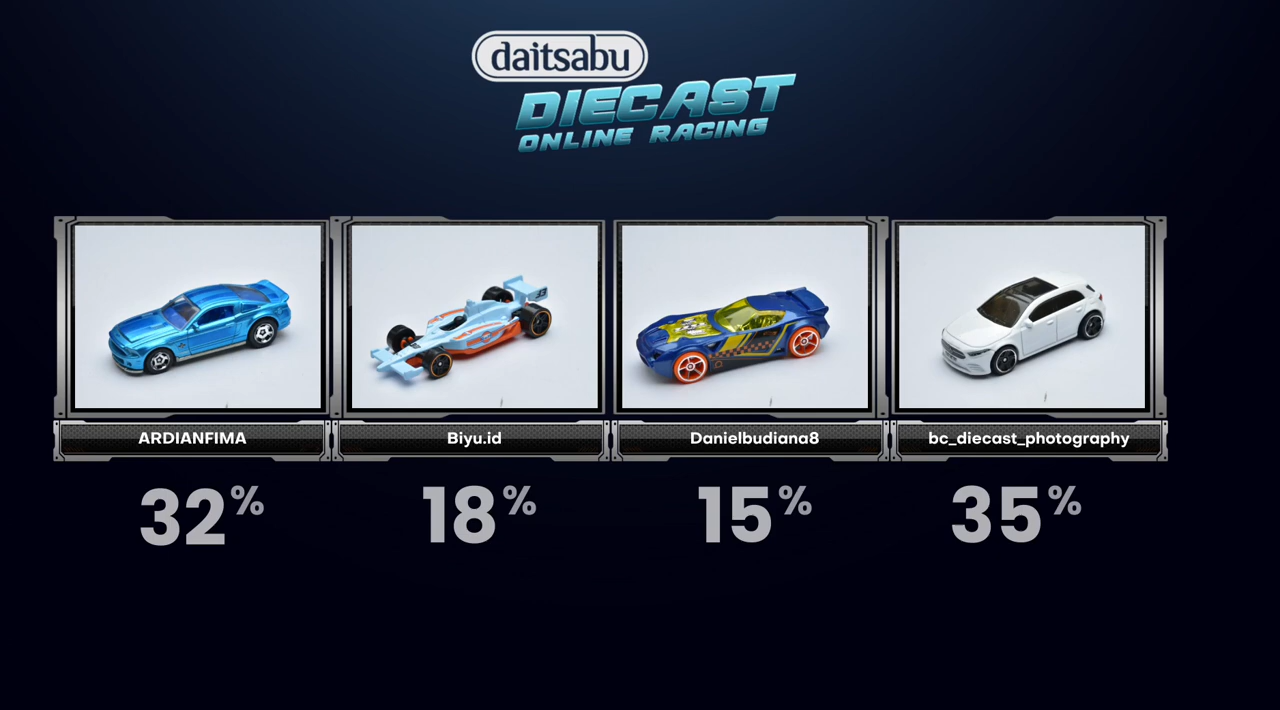 daitsabu
DIECAST
ONLINE RACING
ARDIANFIMA
Biyu.id
Danielbudiana8
bc_diecast_photography
32%
18%
15%
35%